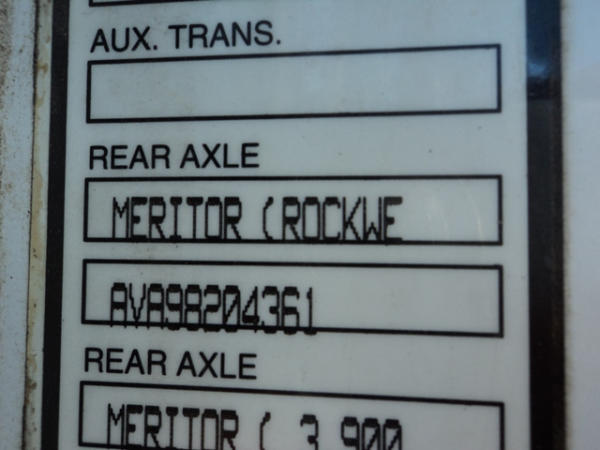 AUX. TRANS.
REAR AXLE
MERITOR (ROCKWE
AVA98204361
REAR AXLE
MERITOR ( 3.900